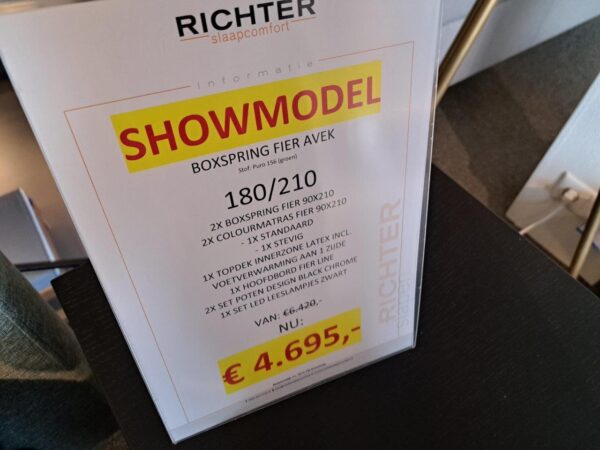 RICHTER
slaapcomfort
Informatie
SHOWMODEL
BOXSPRING FIER AVEK
Stof: Pura 156 (groen)
180/210
2X BOXSPRING FIER 90X210
2X COLOURMATRAS FIER 90X210
- 1X STANDAARD
- 1X STEVIG
1X TOPDEK INNERZONE LATEX INCL.
VOETVERWARMING AAN 1 ZIJDE
1X HOOFDBORD FIER LINE
2X SET POTEN DESIGN BLACK CHROME
1X SET LED LEESLAMPJES ZWART
VAN: €6.420,-
NU:
€ 4.695,-
RICHTER